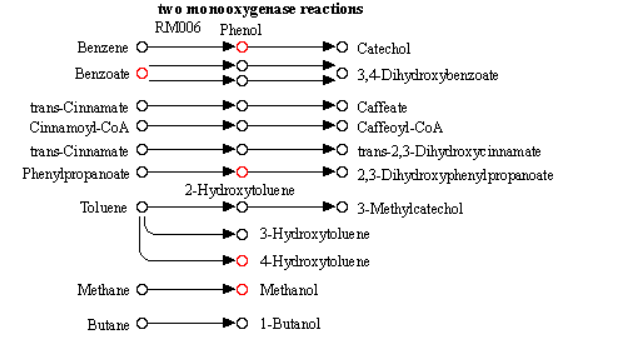 two monooxygenase reactions
RM006 Phenol
Benzene Catechol
Benzoate 3,4-Dihydroxybenzoate
trans-Cinnamate Caffeate
Cinnamoyl-CoA Caffeoyl-CoA
trans-Cinnamate trans-2,3-Dihydroxycinnamate
Phenylpropanoate 2,3-Dihydroxyphenylpropanoate
2-Hydroxytoluene
Toluene 3-Methylcatechol
3-Hydroxytoluene
4-Hydroxytoluene
Methane Methanol
Butane 1-Butanol